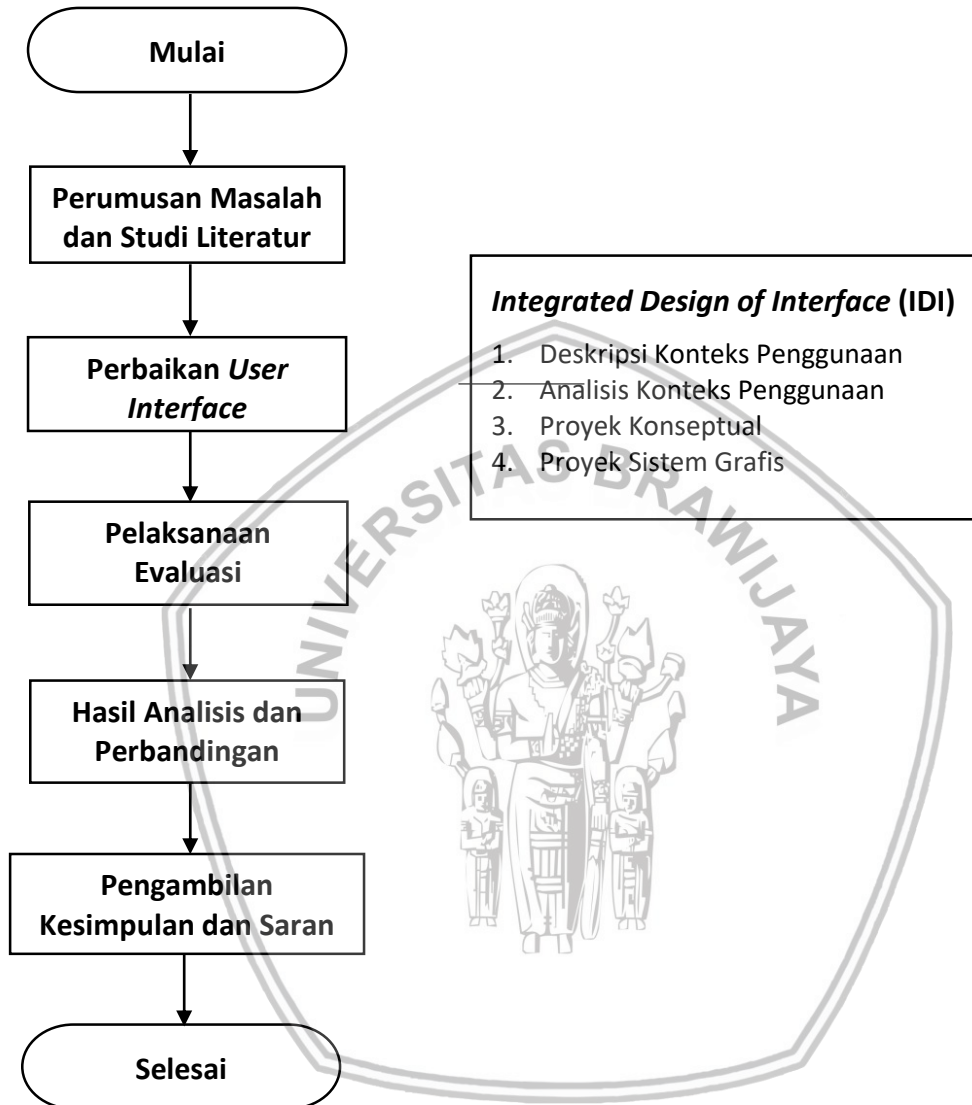 Mulai
Perumusan Masalah
dan Studi Literatur
Perbaikan User
Interface
Pelaksanaan
Evaluasi
Hasil Analisis dan
Perbandingan
Pengambilan
Kesimpulan dan Saran
Selesai
Integrated Design of Interface (IDI)
1. Deskripsi Konteks Penggunaan
2. Analisis Konteks Penggunaan
3. Proyek Konseptual
4. Proyek Sistem Grafis
UNIVERSITAS BRAWIJAYA